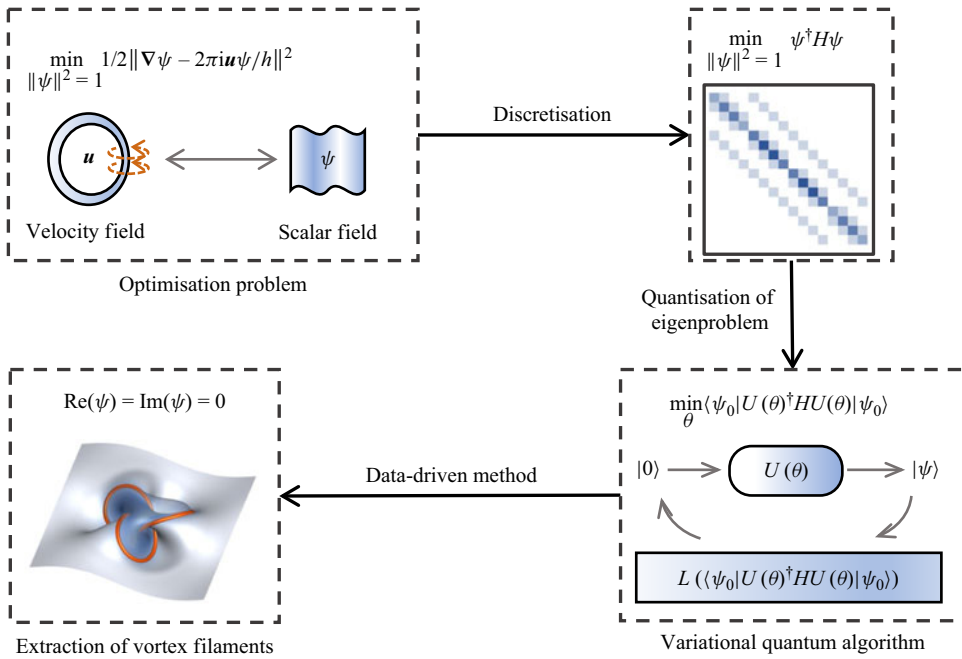 min 1/2‖∇ψ − 2πiuψ/h‖²
‖ψ‖² = 1
u
ψ
Velocity field
Scalar field
Optimisation problem
Discretisation
min ψ†Hψ
‖ψ‖² = 1
Quantisation of
eigenproblem
min⟨ψ₀|U(θ)†HU(θ)|ψ₀⟩
θ
|0⟩
U(θ)
|ψ⟩
L(⟨ψ₀|U(θ)†HU(θ)|ψ₀⟩)
Variational quantum algorithm
Data-driven method
Re(ψ) = Im(ψ) = 0
Extraction of vortex filaments